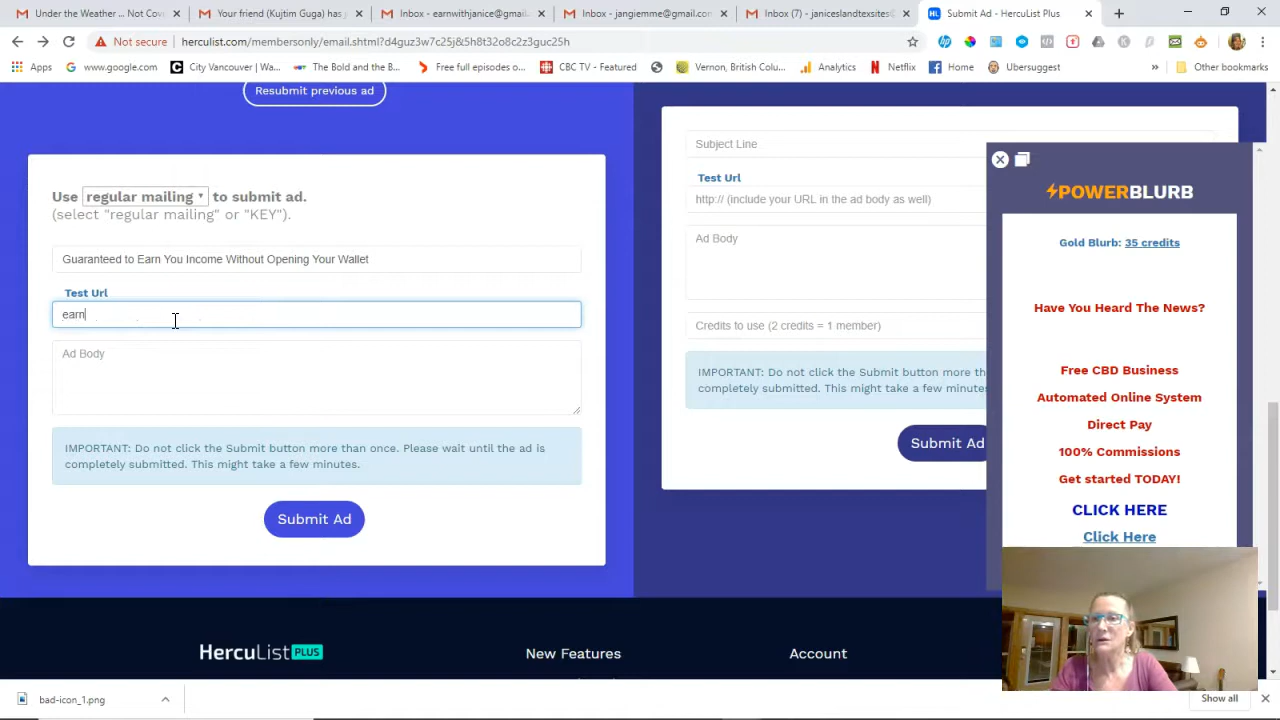 Under the Weather - NOT Viru
Your friend (Kujtim Guga) has
Inbox - earnwithjanice@gmail
Inbox - jangiemme@gmail.com
Inbox (7) - janiceslandtexsites@
Submit Ad - HercuList Plus
Not secure
herculist.com/memberonly/email.shtml?d4guz3w7c25j&5h8t32o8c2z3guc25h
Apps
www.google.com
City Vancouver | Wa...
The Bold and the B...
Free full episodes o...
CBC TV - Featured
Vernon, British Colu...
Analytics
Netflix
Home
Ubersuggest
»
Other bookmarks
Resubmit previous ad
Use regular mailing to submit ad.
(select "regular mailing" or "KEY").
Guaranteed to Earn You Income Without Opening Your Wallet
Test Url
earn
Ad Body
IMPORTANT: Do not click the Submit button more than once. Please wait until the ad is
completely submitted. This might take a few minutes.
Submit Ad
Subject Line
Test Url
http:// (include your URL in the ad body as well)
Ad Body
Credits to use (2 credits = 1 member)
IMPORTANT: Do not click the Submit button more th
completely submitted. This might take a few minutes
Submit Ad
POWERBLURB
Gold Blurb: 35 credits
Have You Heard The News?
Free CBD Business
Automated Online System
Direct Pay
100% Commissions
Get started TODAY!
CLICK HERE
Click Here
HercuList PLUS
New Features
Account
bad-icon_1.png
Show all